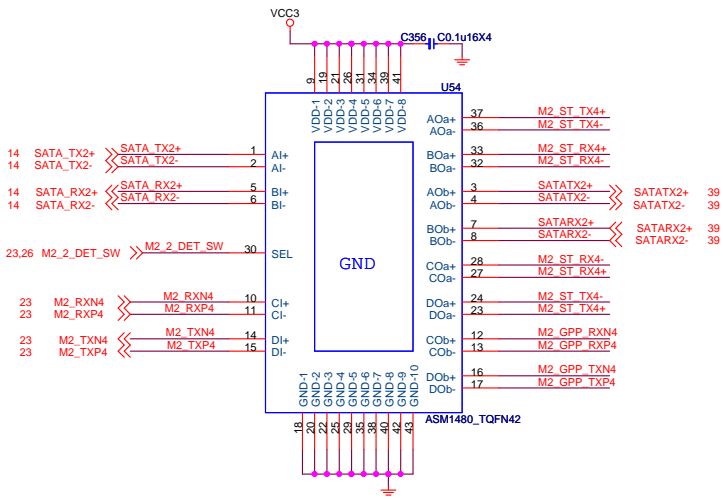 VCC3
C356 C0.1u16X4
9 19 21 26 31 34 39 41
U54
VDD-1 VDD-2 VDD-3 VDD-4 VDD-5 VDD-6 VDD-7 VDD-8
14 SATA_TX2+ SATA_TX2- 1 AI+
14 SATA_TX2- SATA_TX2- 2 AI-
14 SATA_RX2+ SATA_RX2+ 5 BI+
14 SATA_RX2- SATA_RX2- 6 BI-
23,26 M2_2_DET_SW M2_2_DET_SW 30 SEL
23 M2_RXN4 M2_RXN4 10 CI+
23 M2_RXP4 M2_RXP4 11 CI-
23 M2_TXN4 M2_TXN4 14 DI+
23 M2_TXP4 M2_TXP4 15 DI-
GND
AOa+ 37 M2_ST_TX4+
AOa- 36 M2_ST_TX4-
BOa+ 33 M2_ST_RX4+
BOa- 32 M2_ST_RX4-
AOb+ 3 SATATX2+ SATATX2+ 39
AOb- 4 SATATX2- SATATX2- 39
BOb+ 7 SATARX2+ SATARX2+ 39
BOb- 8 SATARX2- SATARX2- 39
COa+ 28 M2_ST_RX4-
COa- 27 M2_ST_RX4+
DOa+ 24 M2_ST_TX4-
DOa- 23 M2_ST_TX4+
COb+ 12 M2_GPP_RXN4
COb- 13 M2_GPP_RXP4
DOb+ 16 M2_GPP_TXN4
DOb- 17 M2_GPP_TXP4
GND-1 GND-2 GND-3 GND-4 GND-5 GND-6 GND-7 GND-8 GND-9 GND-10
ASM1480_TQFN42
18 20 22 25 29 35 38 40 42 43